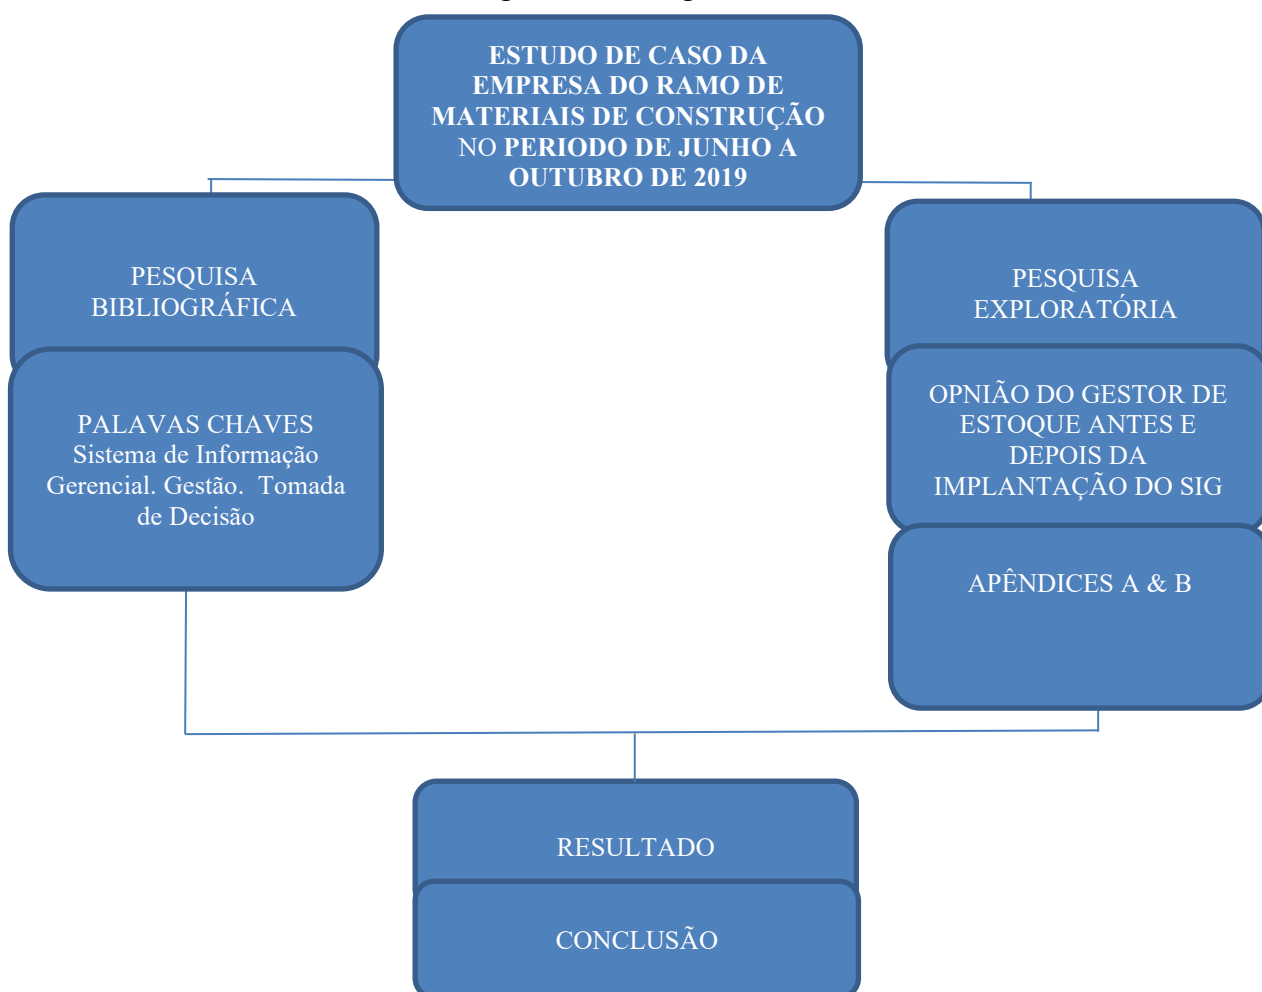 ESTUDO DE CASO DA
EMPRESA DO RAMO DE
MATERIAIS DE CONSTRUÇÃO
NO PERIODO DE JUNHO A
OUTUBRO DE 2019
PESQUISA
BIBLIOGRÁFICA
PALAVAS CHAVES
Sistema de Informação
Gerencial. Gestão. Tomada
de Decisão
PESQUISA
EXPLORATÓRIA
OPNIÃO DO GESTOR DE
ESTOQUE ANTES E
DEPOIS DA
IMPLANTAÇÃO DO SIG
APÊNDICES A & B
RESULTADO
CONCLUSÃO